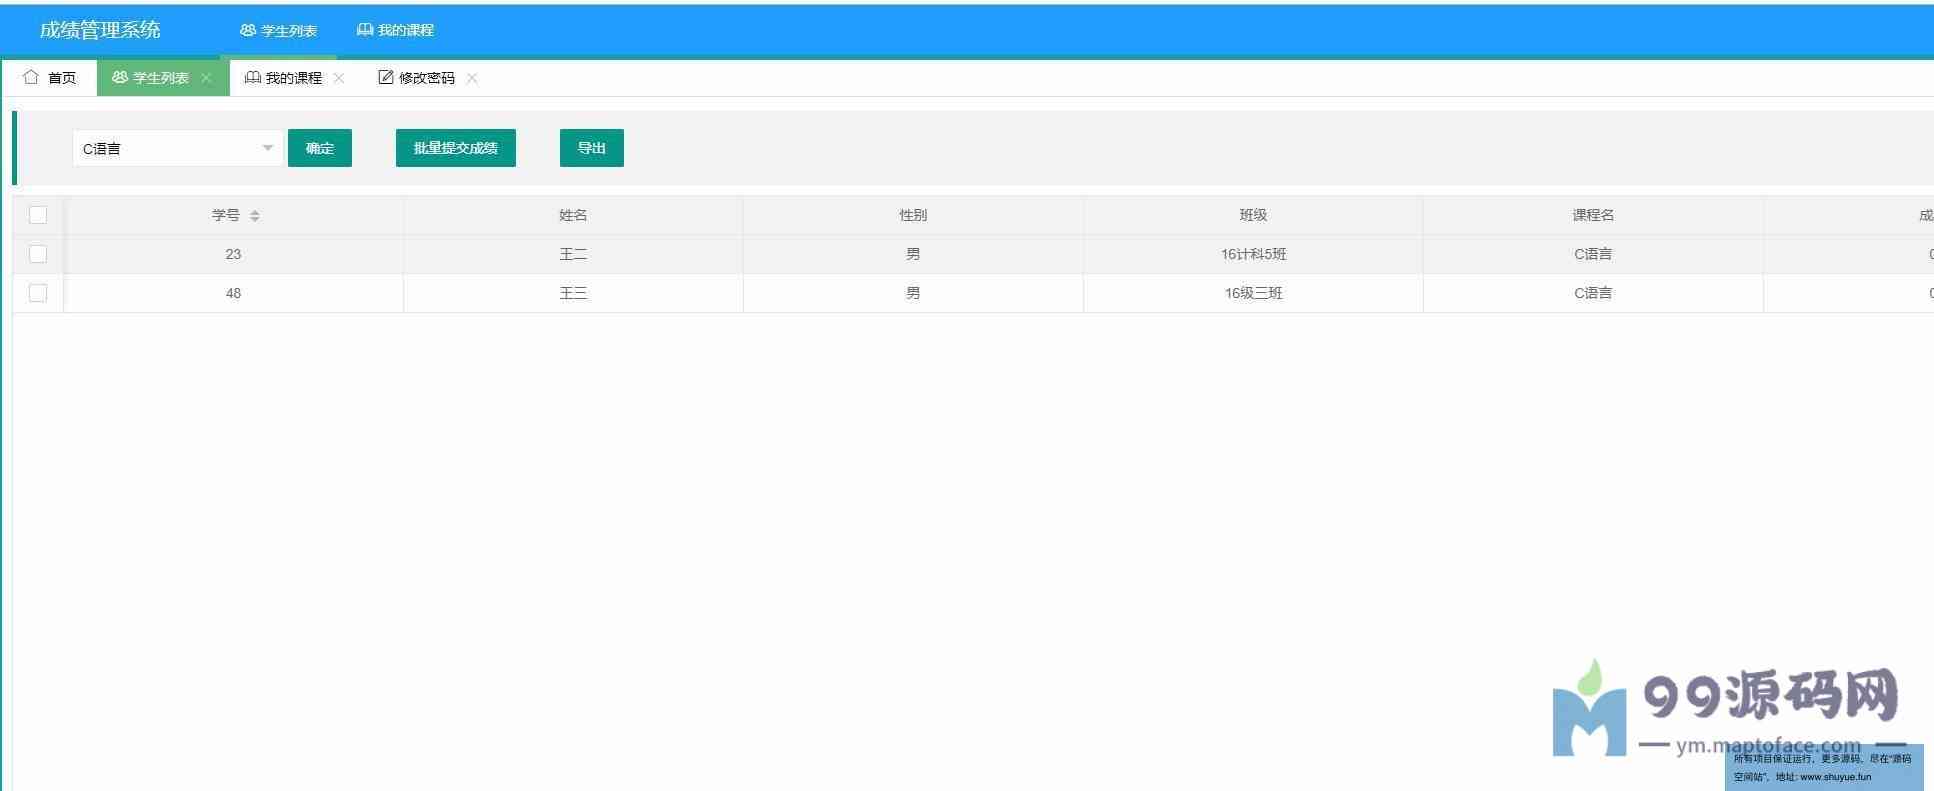 成绩管理系统 学生列表 我的课程
首页 学生列表 我的课程 修改密码
C语言 确定 批量提交成绩 导出
学号 姓名 性别 班级 课程名
23 王二 男 16计科5班 C语言
48 王三 男 16级三班 C语言
99源码网
ym.maptoface.com
所有项目保证运行，更多源码，尽在“源码
空间站”，地址: www.shuyue.fun